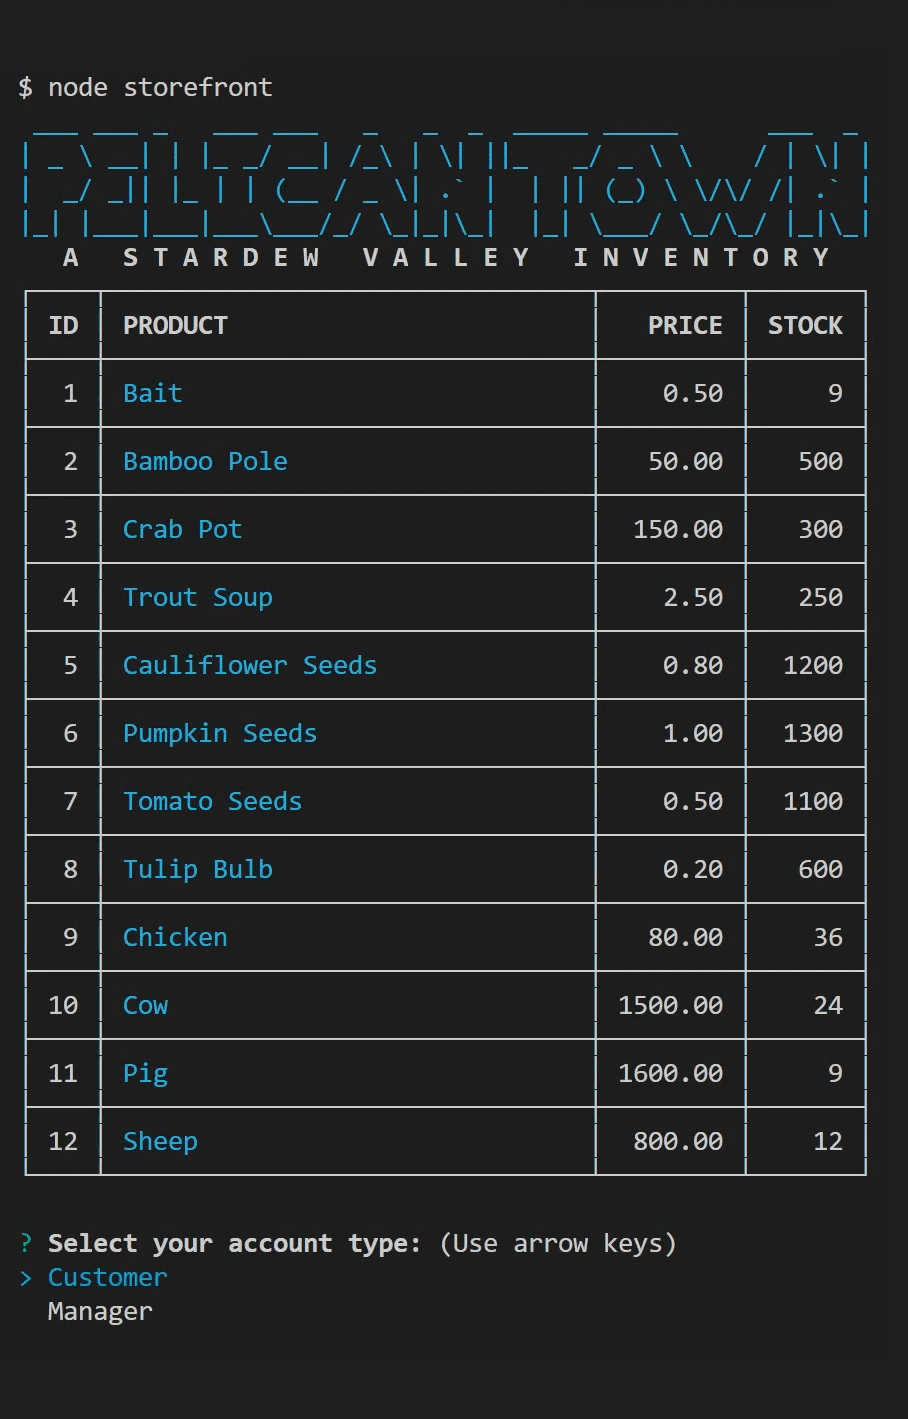 $ node storefront
PELICAN TOWN
A STARDEW VALLEY INVENTORY
ID PRODUCT PRICE STOCK
1 Bait 0.50 9
2 Bamboo Pole 50.00 500
3 Crab Pot 150.00 300
4 Trout Soup 2.50 250
5 Cauliflower Seeds 0.80 1200
6 Pumpkin Seeds 1.00 1300
7 Tomato Seeds 0.50 1100
8 Tulip Bulb 0.20 600
9 Chicken 80.00 36
10 Cow 1500.00 24
11 Pig 1600.00 9
12 Sheep 800.00 12
? Select your account type: (Use arrow keys)
> Customer
Manager